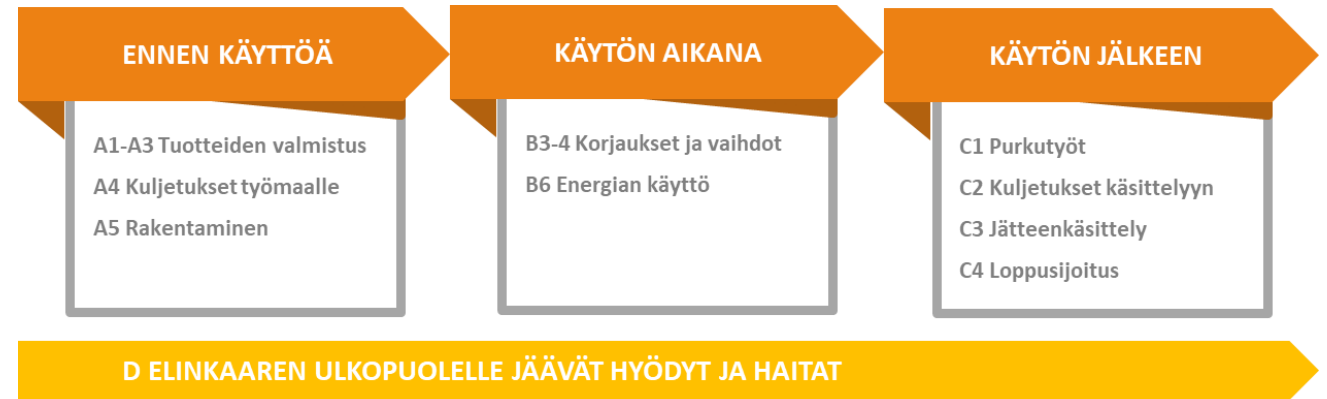 ENNEN KÄYTTÖÄ
A1-A3 Tuotteiden valmistus
A4 Kuljetukset työmaalle
A5 Rakentaminen
KÄYTÖN AIKANA
B3-4 Korjaukset ja vaihdot
B6 Energian käyttö
KÄYTÖN JÄLKEEN
C1 Purkutyöt
C2 Kuljetukset käsittelyyn
C3 Jätteenkäsittely
C4 Loppusijoitus
D ELINKAAREN ULKOPUOLELLE JÄÄVÄT HYÖDYT JA HAITAT